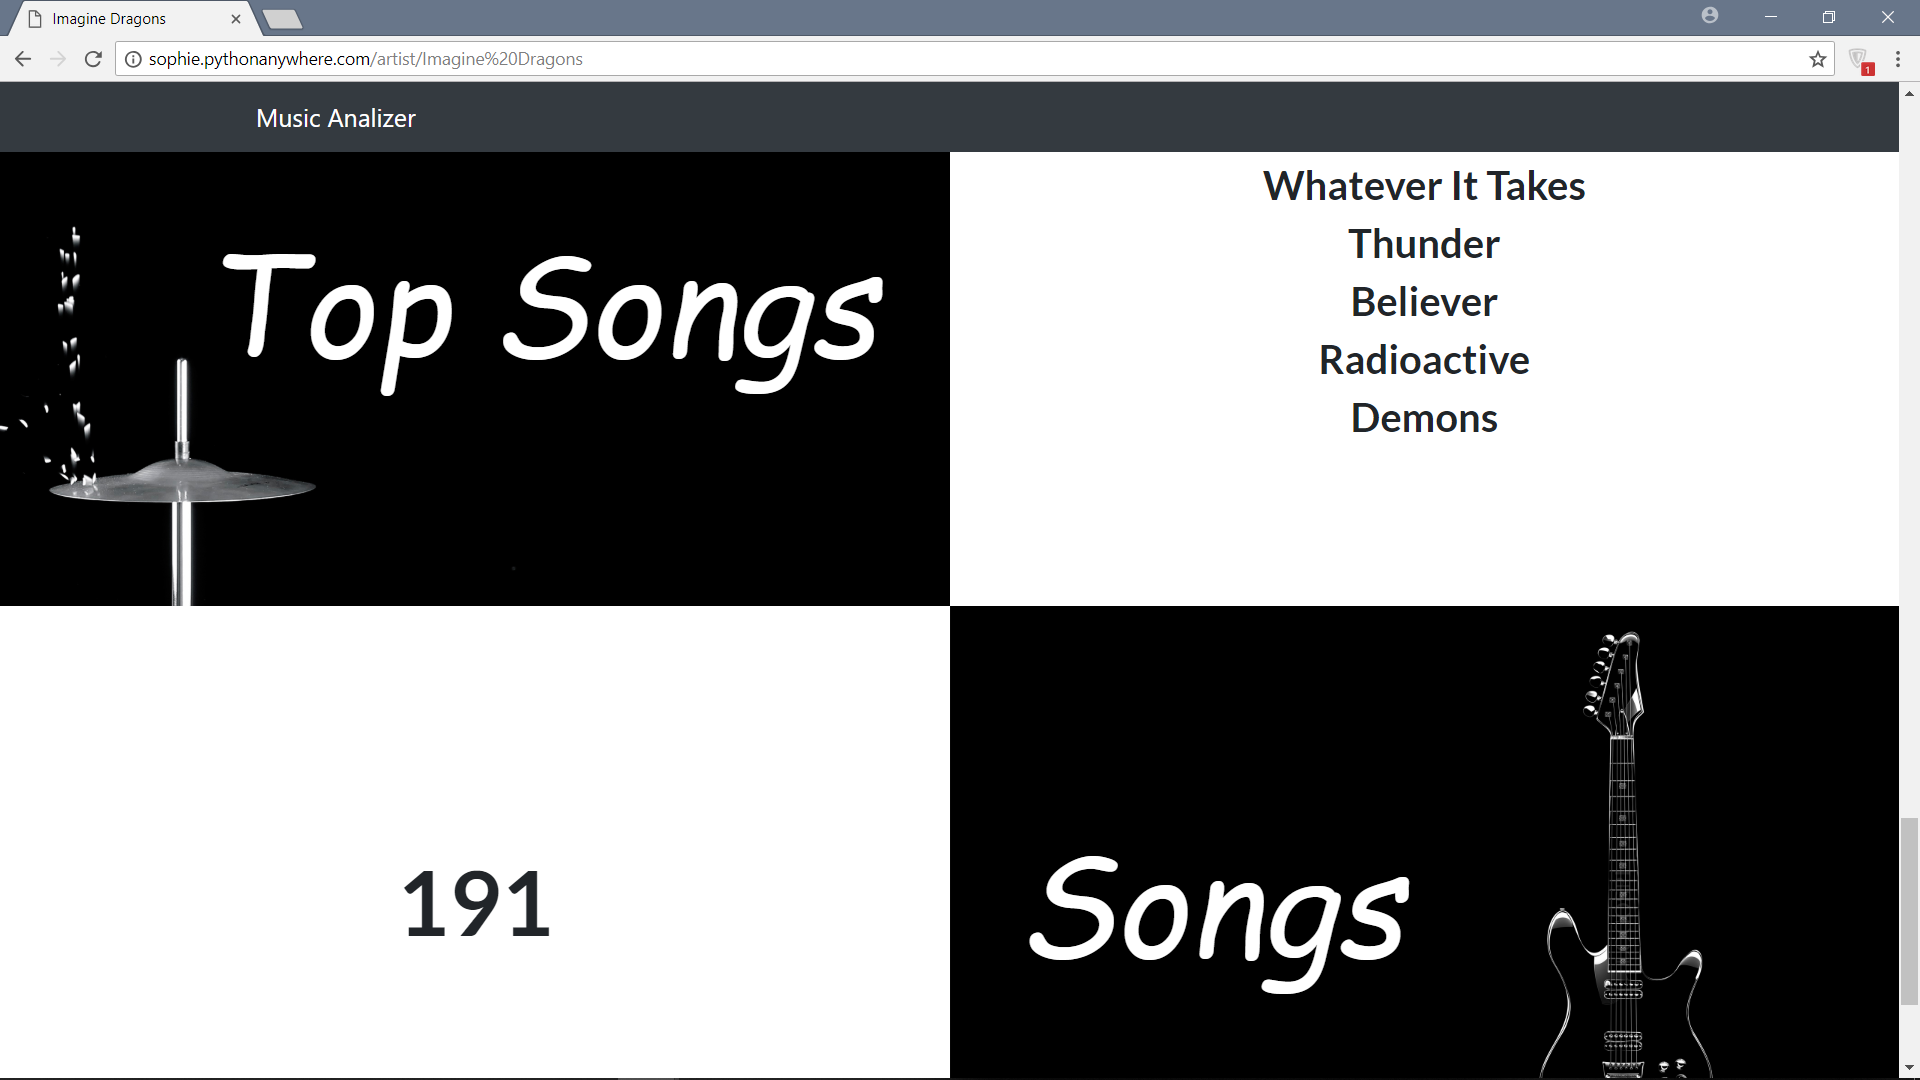 Imagine Dragons
sophie.pythonanywhere.com/artist/Imagine%20Dragons
1
Music Analizer
Top Songs
Whatever It Takes
Thunder
Believer
Radioactive
Demons
191
Songs